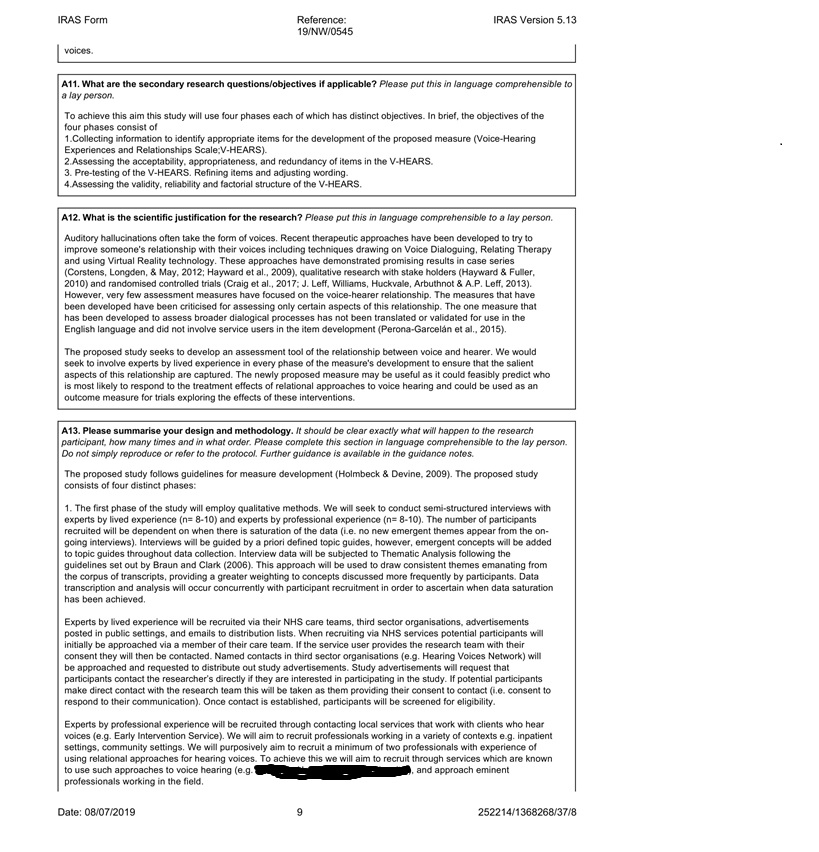 IRAS Form
Reference:
19/NW/0545
IRAS Version 5.13
voices.
A11. What are the secondary research questions/objectives if applicable? Please put this in language comprehensible to
a lay person.
To achieve this aim this study will use four phases each of which has distinct objectives. In brief, the objectives of the
four phases consist of
1.Collecting information to identify appropriate items for the development of the proposed measure (Voice-Hearing
Experiences and Relationships Scale;V-HEARS).
2.Assessing the acceptability, appropriateness, and redundancy of items in the V-HEARS.
3. Pre-testing of the V-HEARS. Refining items and adjusting wording.
4.Assessing the validity, reliability and factorial structure of the V-HEARS.
A12. What is the scientific justification for the research? Please put this in language comprehensible to a lay person.
Auditory hallucinations often take the form of voices. Recent therapeutic approaches have been developed to try to
improve someone's relationship with their voices including techniques drawing on Voice Dialoguing, Relating Therapy
and using Virtual Reality technology. These approaches have demonstrated promising results in case series
(Corstens, Longden, & May, 2012; Hayward et al., 2009), qualitative research with stake holders (Hayward & Fuller,
2010) and randomised controlled trials (Craig et al., 2017; J. Leff, Williams, Huckvale, Arbuthnot & A.P. Leff, 2013).
However, very few assessment measures have focused on the voice-hearer relationship. The measures that have
been developed have been criticised for assessing only certain aspects of this relationship. The one measure that
has been developed to assess broader dialogical processes has not been translated or validated for use in the
English language and did not involve service users in the item development (Perona-Garcelán et al., 2015).
The proposed study seeks to develop an assessment tool of the relationship between voice and hearer. We would
seek to involve experts by lived experience in every phase of the measure's development to ensure that the salient
aspects of this relationship are captured. The newly proposed measure may be useful as it could feasibly predict who
is most likely to respond to the treatment effects of relational approaches to voice hearing and could be used as an
outcome measure for trials exploring the effects of these interventions.
A13. Please summarise your design and methodology. It should be clear exactly what will happen to the research
participant, how many times and in what order. Please complete this section in language comprehensible to the lay person.
Do not simply reproduce or refer to the protocol. Further guidance is available in the guidance notes.
The proposed study follows guidelines for measure development (Holmbeck & Devine, 2009). The proposed study
consists of four distinct phases:
1. The first phase of the study will employ qualitative methods. We will seek to conduct semi-structured interviews with
experts by lived experience (n= 8-10) and experts by professional experience (n= 8-10). The number of participants
recruited will be dependent on when there is saturation of the data (i.e. no new emergent themes appear from the on-
going interviews). Interviews will be guided by a priori defined topic guides, however, emergent concepts will be added
to topic guides throughout data collection. Interview data will be subjected to Thematic Analysis following the
guidelines set out by Braun and Clark (2006). This approach will be used to draw consistent themes emanating from
the corpus of transcripts, providing a greater weighting to concepts discussed more frequently by participants. Data
transcription and analysis will occur concurrently with participant recruitment in order to ascertain when data saturation
has been achieved.
Experts by lived experience will be recruited via their NHS care teams, third sector organisations, advertisements
posted in public settings, and emails to distribution lists. When recruiting via NHS services potential participants will
initially be approached via a member of their care team. If the service user provides the research team with their
consent they will then be contacted. Named contacts in third sector organisations (e.g. Hearing Voices Network) will
be approached and requested to distribute out study advertisements. Study advertisements will request that
participants contact the researcher's directly if they are interested in participating in the study. If potential participants
make direct contact with the research team this will be taken as them providing their consent to contact (i.e. consent to
respond to their communication). Once contact is established, participants will be screened for eligibility.
Experts by professional experience will be recruited through contacting local services that work with clients who hear
voices (e.g. Early Intervention Service). We will aim to recruit professionals working in a variety of contexts e.g. inpatient
settings, community settings. We will purposively aim to recruit a minimum of two professionals with experience of
using relational approaches for hearing voices. To achieve this we will aim to recruit through services which are known
to use such approaches to voice hearing (e.g. , and approach eminent
professionals working in the field.
Date: 08/07/2019
9
252214/1368268/37/8